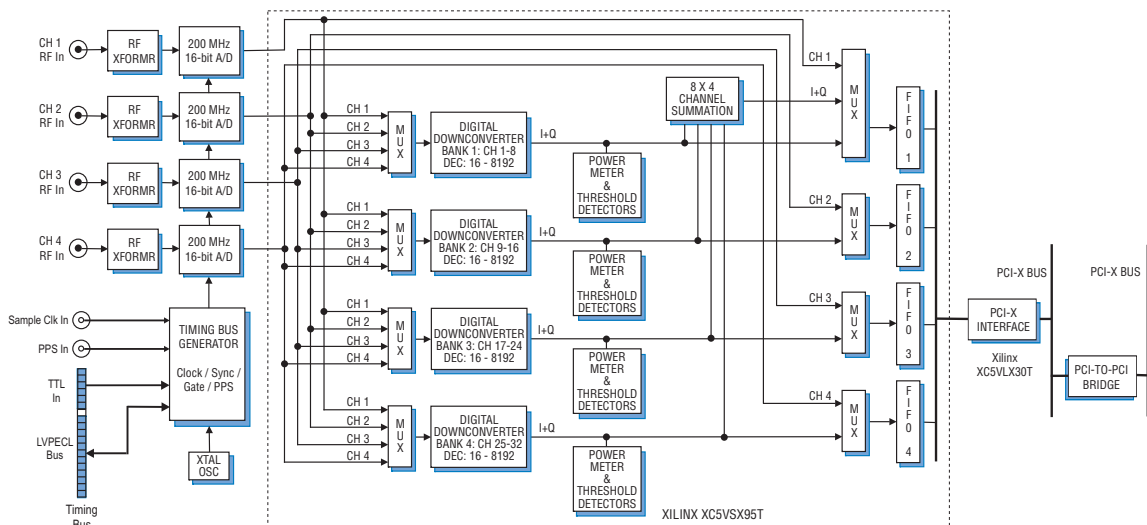 CH 1
RF In
RF
XFORMR
200 MHz
16-bit A/D
CH 2
RF In
RF
XFORMR
200 MHz
16-bit A/D
CH 3
RF In
RF
XFORMR
200 MHz
16-bit A/D
CH 4
RF In
RF
XFORMR
200 MHz
16-bit A/D
Sample Clk In
PPS In
TTL
In
LVPECL
Bus
Timing
Bus
TIMING BUS
GENERATOR
Clock / Sync /
Gate / PPS
XTAL
OSC
CH 1
CH 2
CH 3
CH 4
MUX
DIGITAL
DOWNCONVERTER
BANK 1: CH 1-8
DEC: 16 - 8192
I+Q
POWER
METER
&
THRESHOLD
DETECTORS
CH 1
CH 2
CH 3
CH 4
MUX
DIGITAL
DOWNCONVERTER
BANK 2: CH 9-16
DEC: 16 - 8192
I+Q
POWER
METER
&
THRESHOLD
DETECTORS
CH 1
CH 2
CH 3
CH 4
MUX
DIGITAL
DOWNCONVERTER
BANK 3: CH 17-24
DEC: 16 - 8192
I+Q
POWER
METER
&
THRESHOLD
DETECTORS
CH 1
CH 2
CH 3
CH 4
MUX
DIGITAL
DOWNCONVERTER
BANK 4: CH 25-32
DEC: 16 - 8192
I+Q
POWER
METER
&
THRESHOLD
DETECTORS
8 X 4
CHANNEL
SUMMATION
CH 1
I+Q
MUX
FIFO 1
CH 2
MUX
FIFO 2
CH 3
MUX
FIFO 3
CH 4
MUX
FIFO 4
XILINX XC5VSX95T
PCI-X BUS
PCI-X
INTERFACE
Xilinx
XC5VLX30T
PCI-X BUS
PCI-TO-PCI
BRIDGE